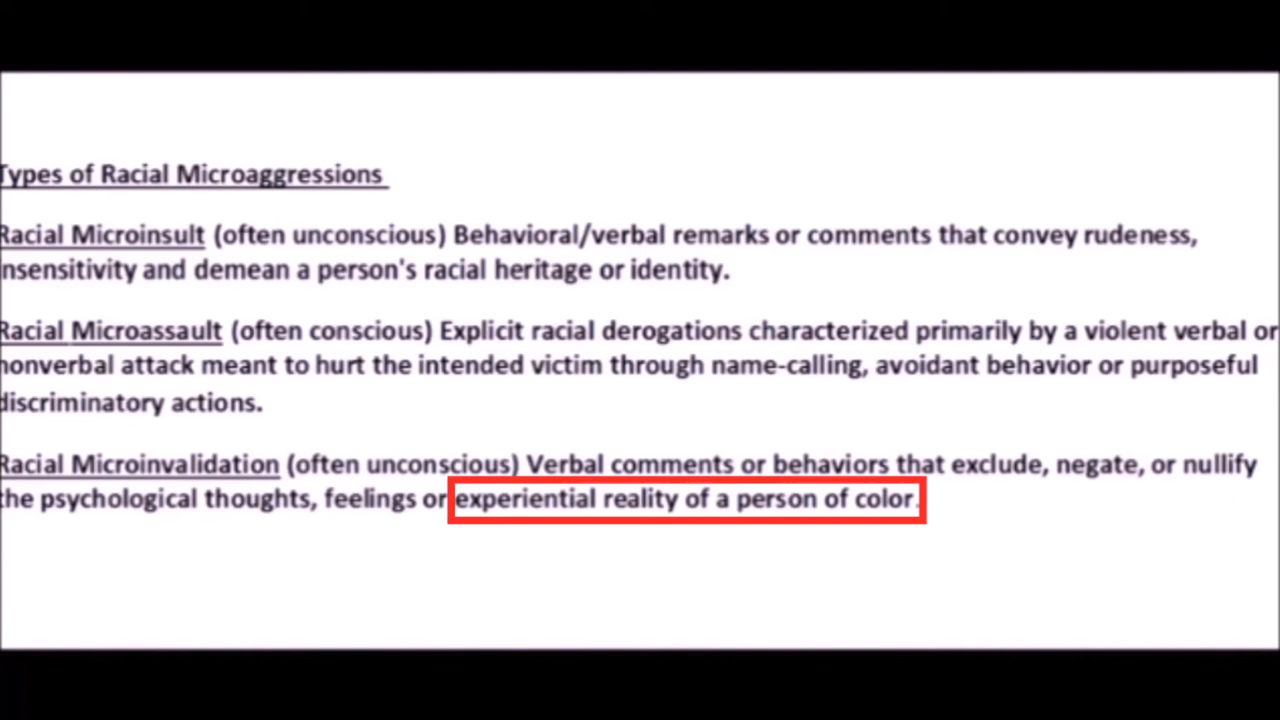 Types of Racial Microaggressions
Racial Microinsult (often unconscious) Behavioral/verbal remarks or comments that convey rudeness,
insensitivity and demean a person's racial heritage or identity.
Racial Microassault (often conscious) Explicit racial derogations characterized primarily by a violent verbal or
nonverbal attack meant to hurt the intended victim through name-calling, avoidant behavior or purposeful
discriminatory actions.
Racial Microinvalidation (often unconscious) Verbal comments or behaviors that exclude, negate, or nullify
the psychological thoughts, feelings or experiential reality of a person of color.